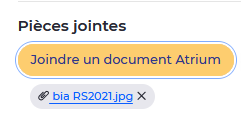 Pièces jointes
Joindre un document Atrium
bia RS2021.jpg